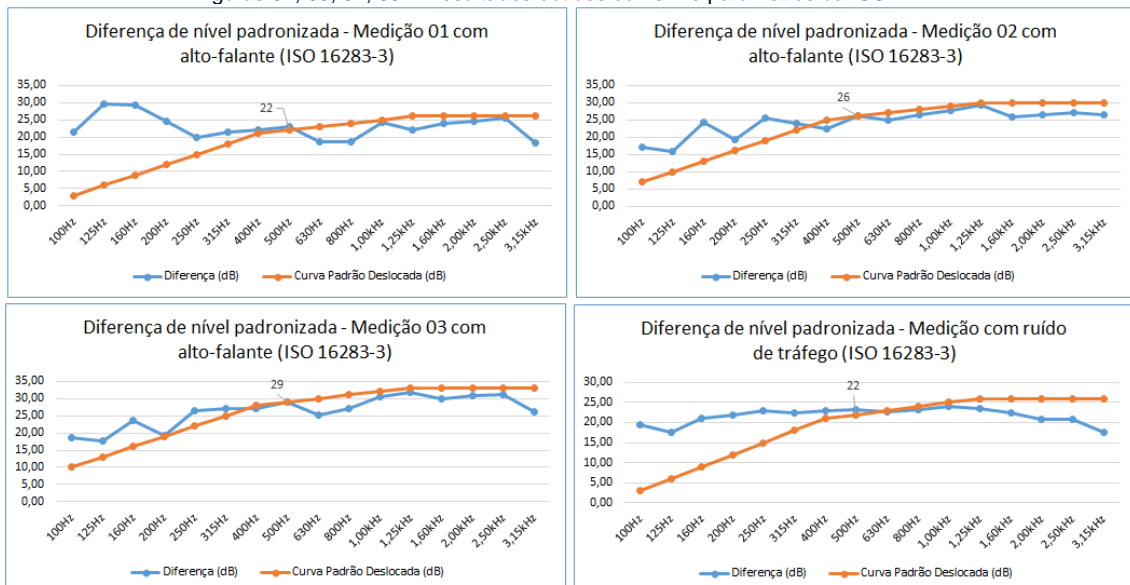 Diferença de nível padronizada - Medição 01 com
alto-falante (ISO 16283-3)
35,00
30,00
25,00
20,00
15,00
10,00
5,00
0,00
22
100Hz
125Hz
160Hz
200Hz
250Hz
315Hz
400Hz
500Hz
630Hz
800Hz
1,00kHz
1,25kHz
1,60kHz
2,00kHz
2,50kHz
3,15kHz
Diferença (dB)
Curva Padrão Deslocada (dB)
Diferença de nível padronizada - Medição 02 com
alto-falante (ISO 16283-3)
35,00
30,00
25,00
20,00
15,00
10,00
5,00
0,00
26
100Hz
125Hz
160Hz
200Hz
250Hz
315Hz
400Hz
500Hz
630Hz
800Hz
1,00kHz
1,25kHz
1,60kHz
2,00kHz
2,50kHz
3,15kHz
Diferença (dB)
Curva Padrão Deslocada (dB)
Diferença de nível padronizada - Medição 03 com
alto-falante (ISO 16283-3)
35,00
30,00
25,00
20,00
15,00
10,00
5,00
0,00
29
100Hz
125Hz
160Hz
200Hz
250Hz
315Hz
400Hz
500Hz
630Hz
800Hz
1,00kHz
1,25kHz
1,60kHz
2,00kHz
2,50kHz
3,15kHz
Diferença (dB)
Curva Padrão Deslocada (dB)
Diferença de nível padronizada - Medição com ruído
de tráfego (ISO 16283-3)
30,00
25,00
20,00
15,00
10,00
5,00
0,00
22
100Hz
125Hz
160Hz
200Hz
250Hz
315Hz
400Hz
500Hz
630Hz
800Hz
1,00kHz
1,25kHz
1,60kHz
2,00kHz
2,50kHz
3,15kHz
Diferença (dB)
Curva Padrão Deslocada (dB)